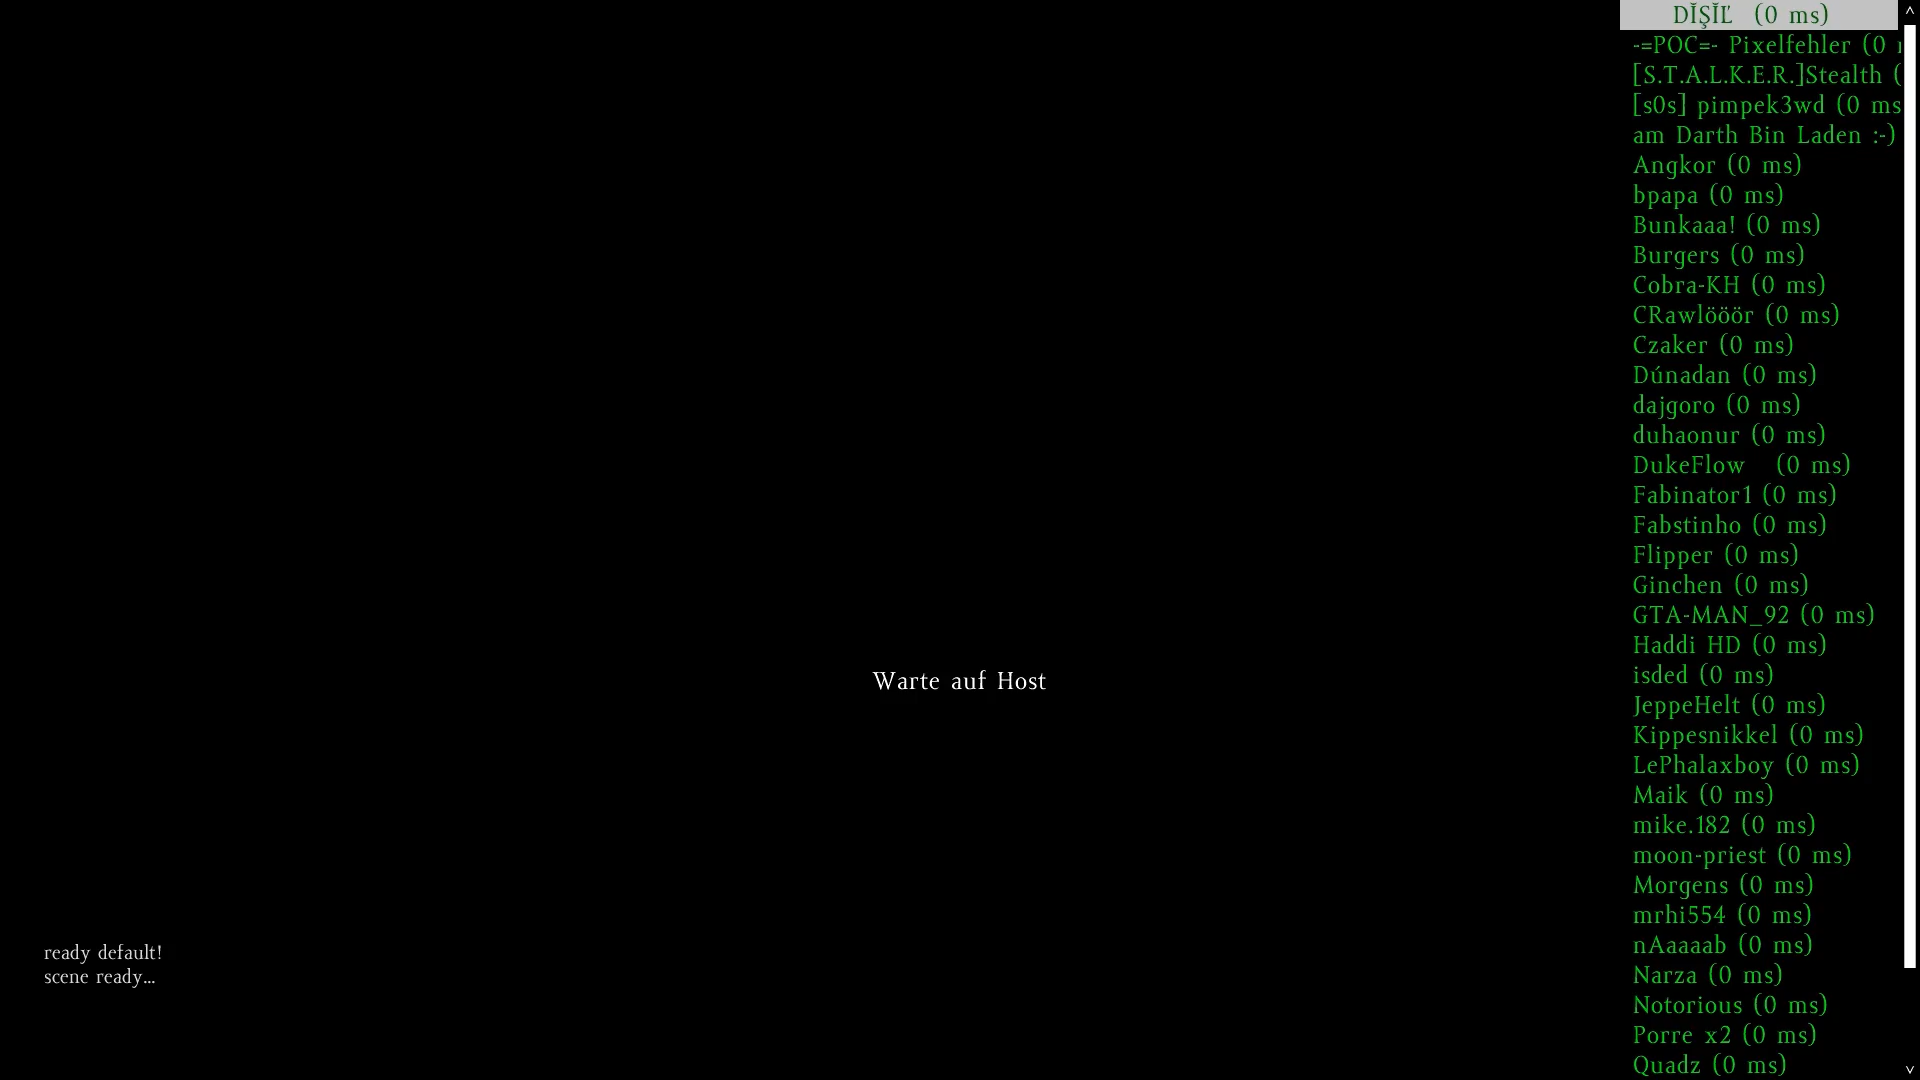 DĬŞĬĽ (0 ms)
-=POC=- Pixelfehler (0
[S.T.A.L.K.E.R.]Stealth (
[s0s] pimpek3wd (0 ms
am Darth Bin Laden :-)
Angkor (0 ms)
bpapa (0 ms)
Bunkaaa! (0 ms)
Burgers (0 ms)
Cobra-KH (0 ms)
CRawlööör (0 ms)
Czaker (0 ms)
Dúnadan (0 ms)
dajgoro (0 ms)
duhaonur (0 ms)
DukeFlow (0 ms)
Fabinator1 (0 ms)
Fabstinho (0 ms)
Flipper (0 ms)
Ginchen (0 ms)
GTA-MAN_92 (0 ms)
Haddi HD (0 ms)
isded (0 ms)
Warte auf Host
JeppeHelt (0 ms)
Kippesnikkel (0 ms)
LePhalaxboy (0 ms)
Maik (0 ms)
mike.182 (0 ms)
moon-priest (0 ms)
Morgens (0 ms)
mrhi554 (0 ms)
nAaaaab (0 ms)
Narza (0 ms)
Notorious (0 ms)
Porre x2 (0 ms)
Quadz (0 ms)
ready default!
scene ready...